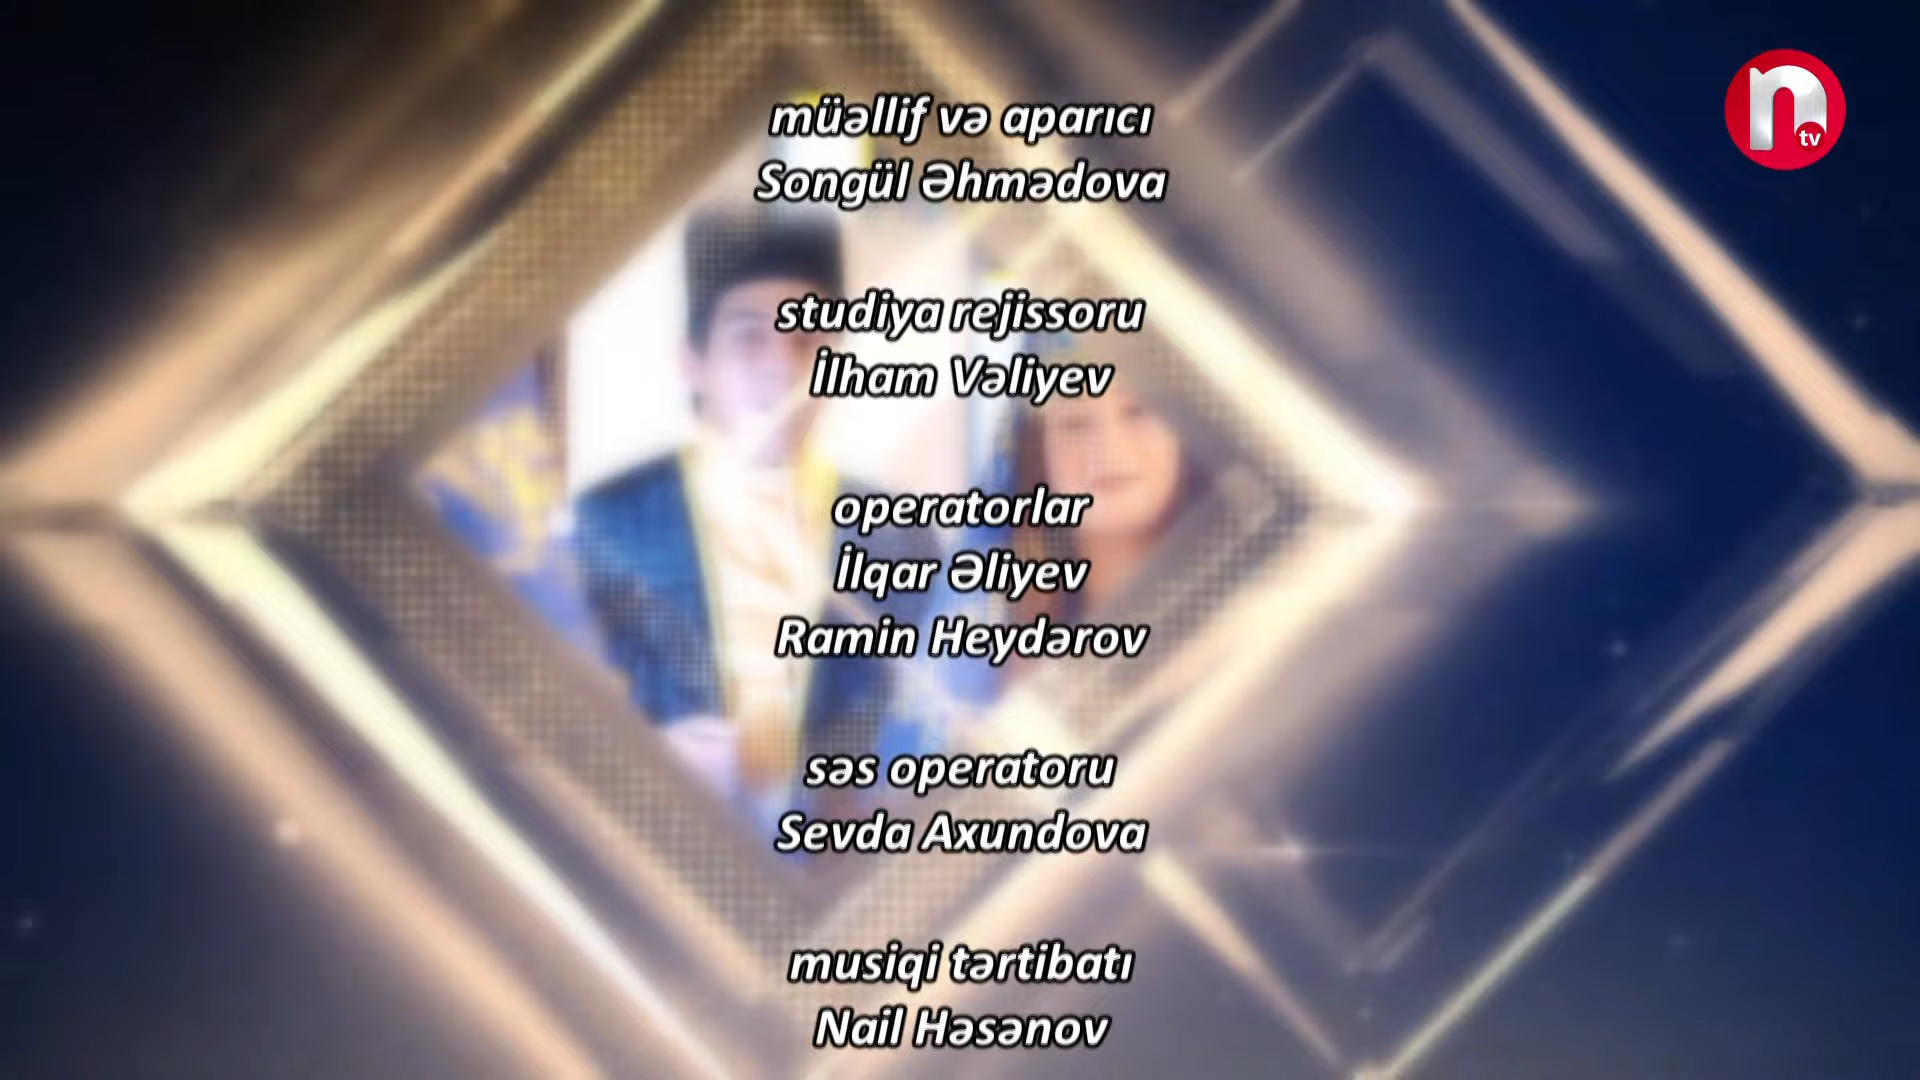 n
tv
müəllif və aparıcı
Songül Əhmədova
studiya rejissoru
İlham Vəliyev
operatorlar
İlqar Əliyev
Ramin Heydərov
səs operatoru
Sevda Axundova
musiqi tərtibatı
Nail Həsənov